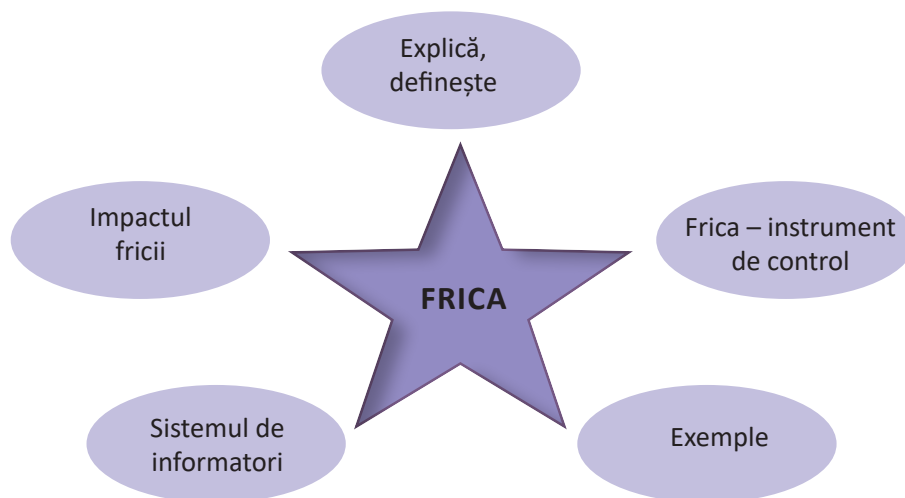 Explică,
definește
Impactul
fricii
Frica – instrument
de control
FRICA
Sistemul de
informatori
Exemple